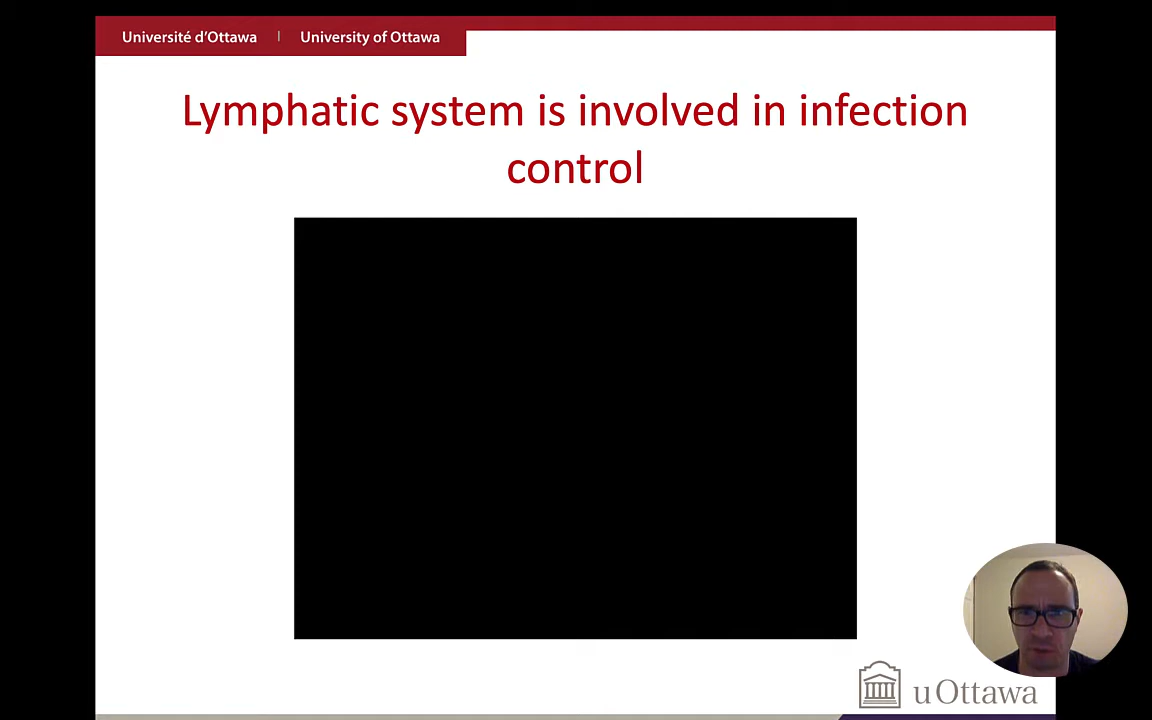 Université d'Ottawa | University of Ottawa
Lymphatic system is involved in infection
control
uOttawa